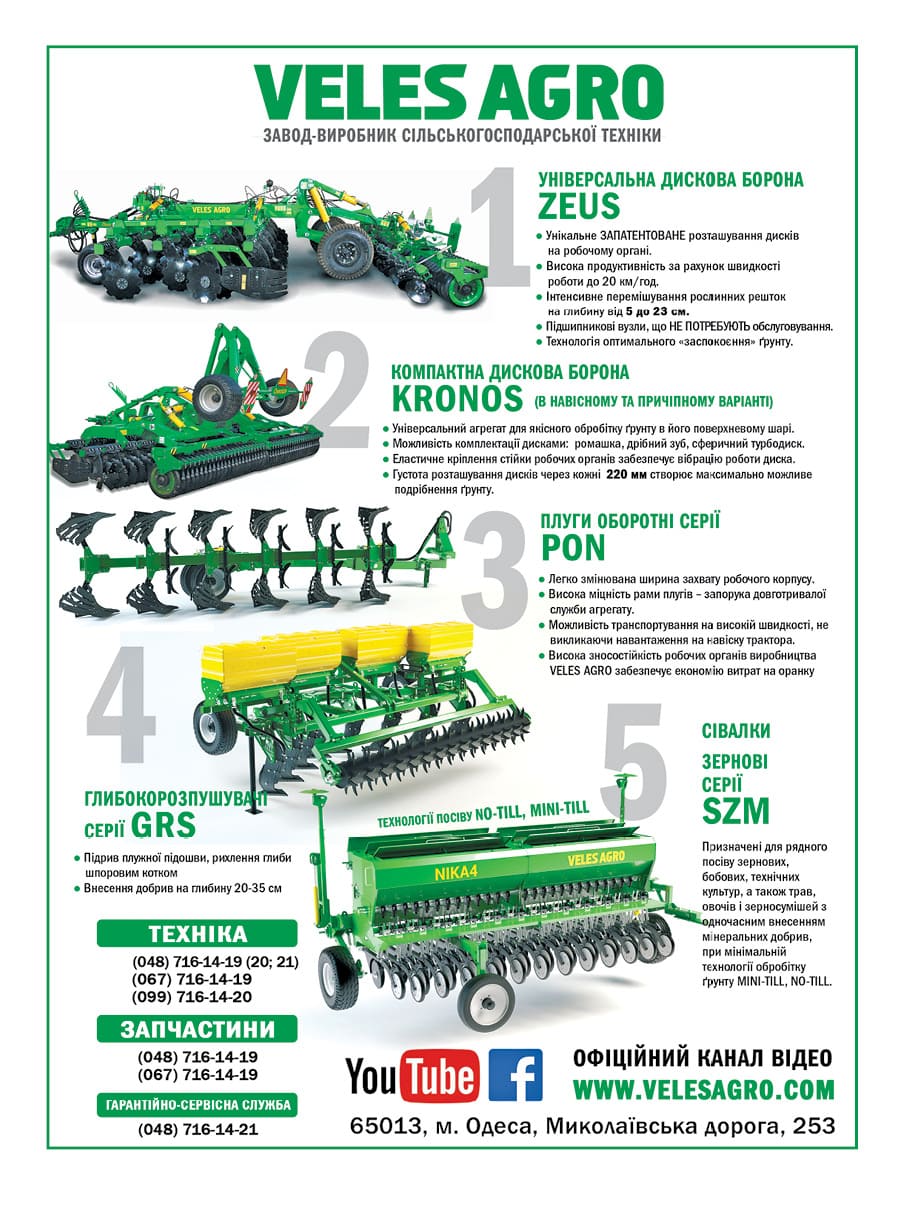 VELES AGRO
ЗАВОД-ВИРОБНИК СІЛЬСЬКОГОСПОДАРСЬКОЇ ТЕХНІКИ
VELES AGRO
1
УНІВЕРСАЛЬНА ДИСКОВА БОРОНА
ZEUS
● Унікальне ЗАПАТЕНТОВАНЕ розташування дисків
на робочому органі.
● Висока продуктивність за рахунок швидкості
роботи до 20 км/год.
● Інтенсивне перемішування рослинних решток
на глибину від 5 до 23 см.
● Підшипникові вузли, що НЕ ПОТРЕБУЮТЬ обслуговування.
● Технологія оптимального «заспокоєння» ґрунту.
2
КОМПАКТНА ДИСКОВА БОРОНА
KRONOS (В НАВІСНОМУ ТА ПРИЧІПНОМУ ВАРІАНТІ)
● Універсальний агрегат для якісного обробітку ґрунту в його поверхневому шарі.
● Можливість комплектації дисками: ромашка, дрібний зуб, сферичний турбодиск.
● Еластичне кріплення стійки робочих органів забезпечує вібрацію роботи диска.
● Густота розташування дисків через кожні 220 мм створює максимально можливе
подрібнення ґрунту.
3
ПЛУГИ ОБОРОТНІ СЕРІЇ
PON
● Легко змінювана ширина захвату робочого корпусу.
● Висока міцність рами плугів – запорука довготривалої
служби агрегату.
● Можливість транспортування на високій швидкості, не
викликаючи навантаження на навіску трактора.
● Висока зносостійкість робочих органів виробництва
VELES AGRO забезпечує економію витрат на оранку
4
ГЛИБОКОРОЗПУШУВАЧІ
СЕРІЇ GRS
● Підрив плужної підошви, рихлення глиби
шпоровим котком
● Внесення добрив на глибину 20-35 см
5
СІВАЛКИ
ЗЕРНОВІ
СЕРІЇ
SZM
Призначені для рядного
посіву зернових,
бобових, технічних
культур, а також трав,
овочів і зерносумішей з
одночасним внесенням
мінеральних добрив,
при мінімальній
технології обробітку
ґрунту MINI-TILL, NO-TILL.
ТЕХНОЛОГІЇ ПОСІВУ NO-TILL, MINI-TILL
NIKA4
VELES AGRO
ТЕХНІКА
(048) 716-14-19 (20; 21)
(067) 716-14-19
(099) 716-14-20
ЗАПЧАСТИНИ
(048) 716-14-19
(067) 716-14-19
ГАРАНТІЙНО-СЕРВІСНА СЛУЖБА
(048) 716-14-21
YouTube
f
ОФІЦІЙНИЙ КАНАЛ ВІДЕО
WWW.VELESAGRO.COM
65013, м. Одеса, Миколаївська дорога, 253